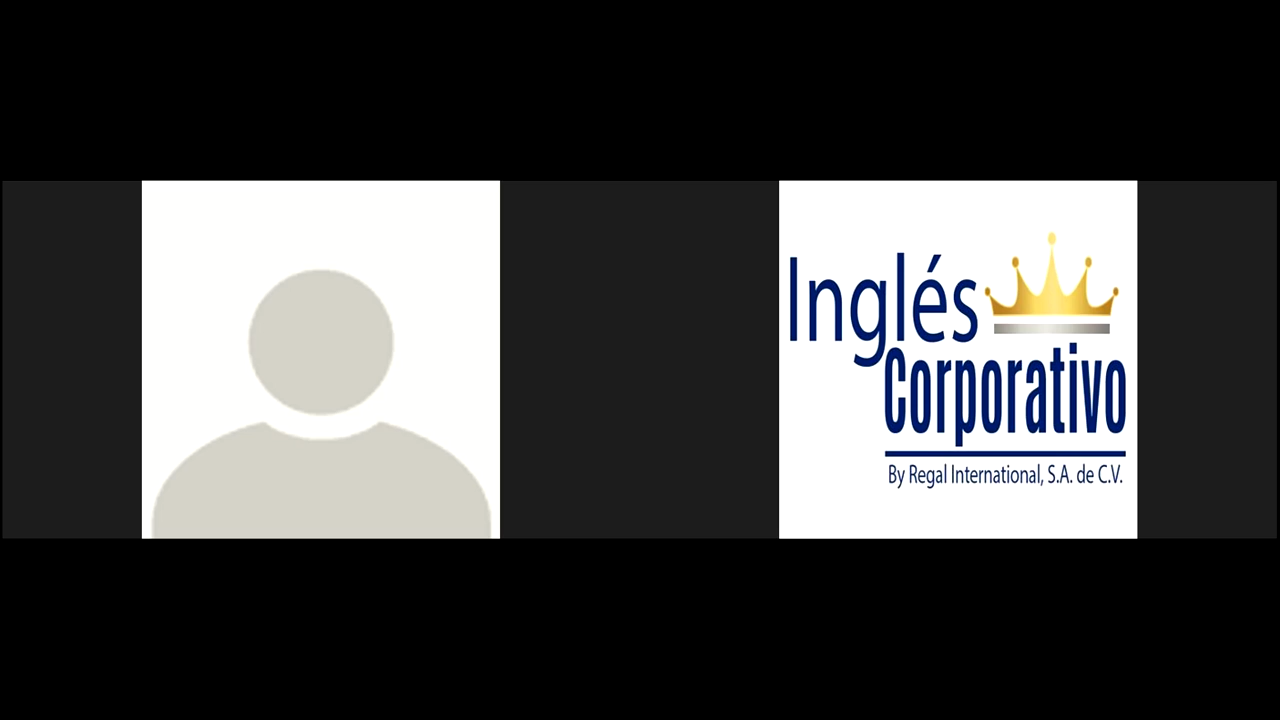 Inglés
Corporativo
By Regal International, S.A. de C.V.